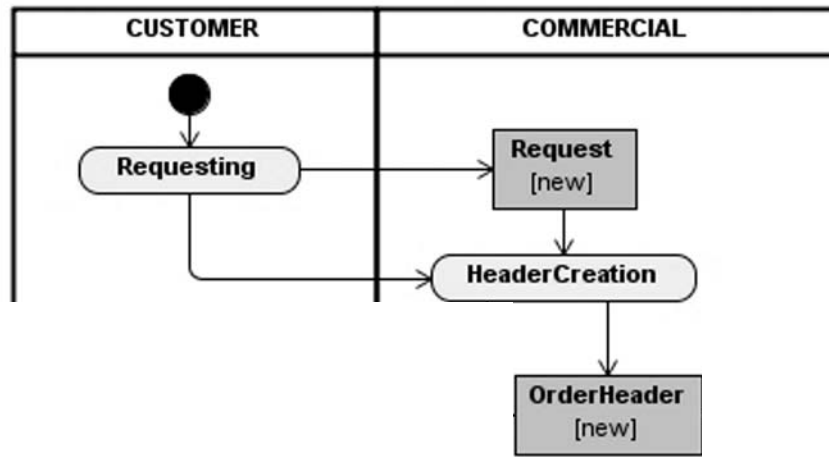 CUSTOMER
COMMERCIAL
Requesting
Request
[new]
HeaderCreation
OrderHeader
[new]